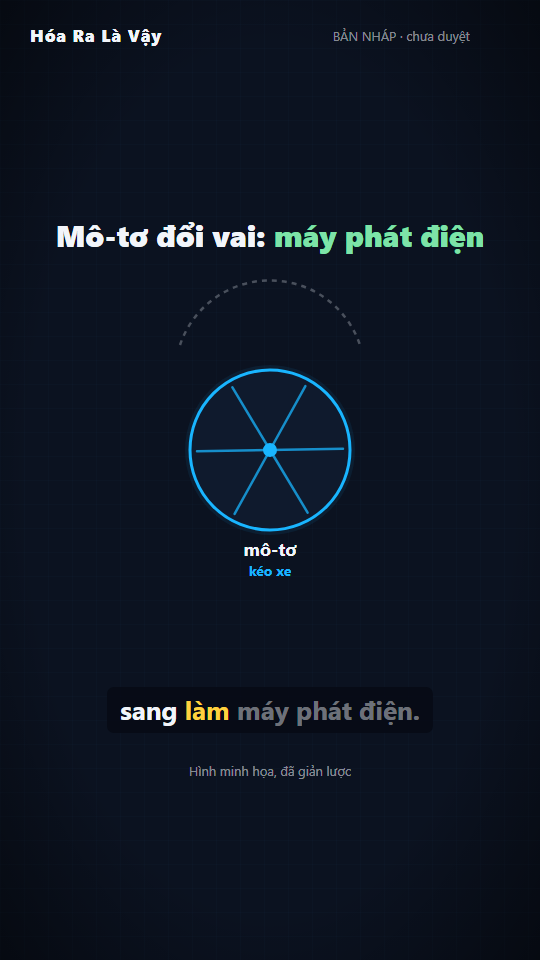 Hóa Ra Là Vậy
BẢN NHÁP · chưa duyệt
Mô-tơ đổi vai: máy phát điện
mô-tơ
kéo xe
sang làm máy phát điện.
Hình minh họa, đã giản lược